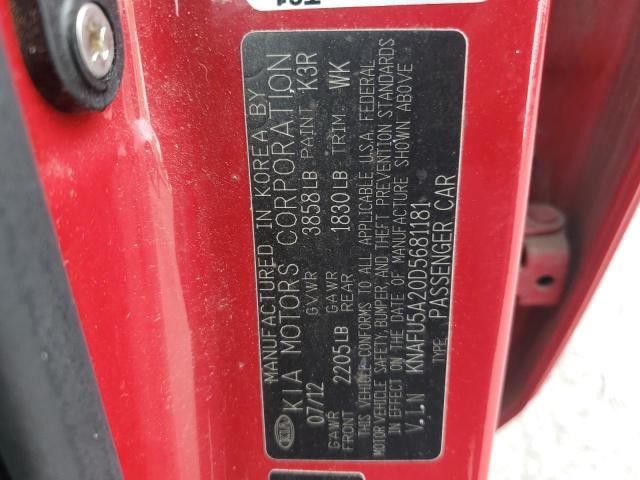 T01
KIA
MANUFACTURED IN KOREA BY
KIA MOTORS CORPORATION
07/12 GVWR 3858LB PAINT K3R
GAWR FRONT 2205LB GAWR REAR 1830LB TRIM WK
THIS VEHICLE CONFORMS TO ALL APPLICABLE U.S.A. FEDERAL
MOTOR VEHICLE SAFETY, BUMPER, AND THEFT PREVENTION STANDARDS
IN EFFECT ON THE DATE OF MANUFACTURE SHOWN ABOVE
V.I.N KNAFU5A20D5681181
TYPE: PASSENGER CAR